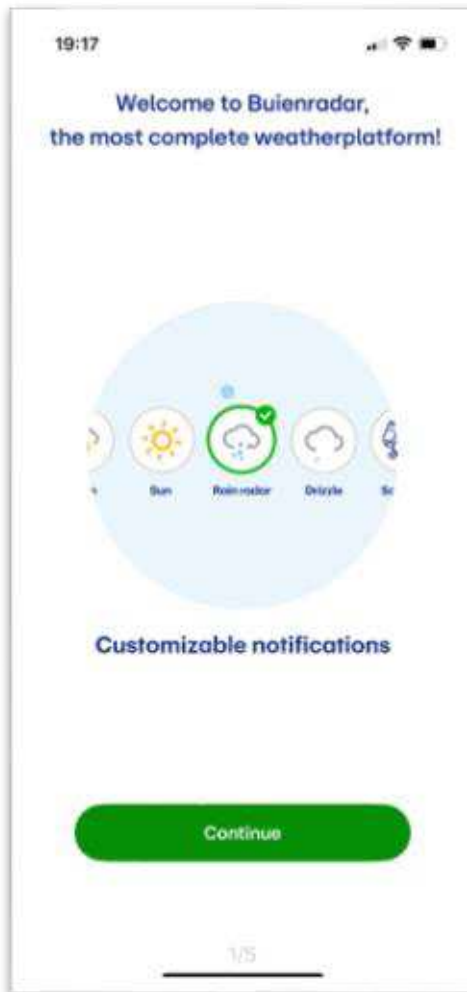 19:17
Welcome to Buienradar,
the most complete weatherplatform!
Sun
Rain radar
Drizzle
Customizable notifications
Continue
1/5